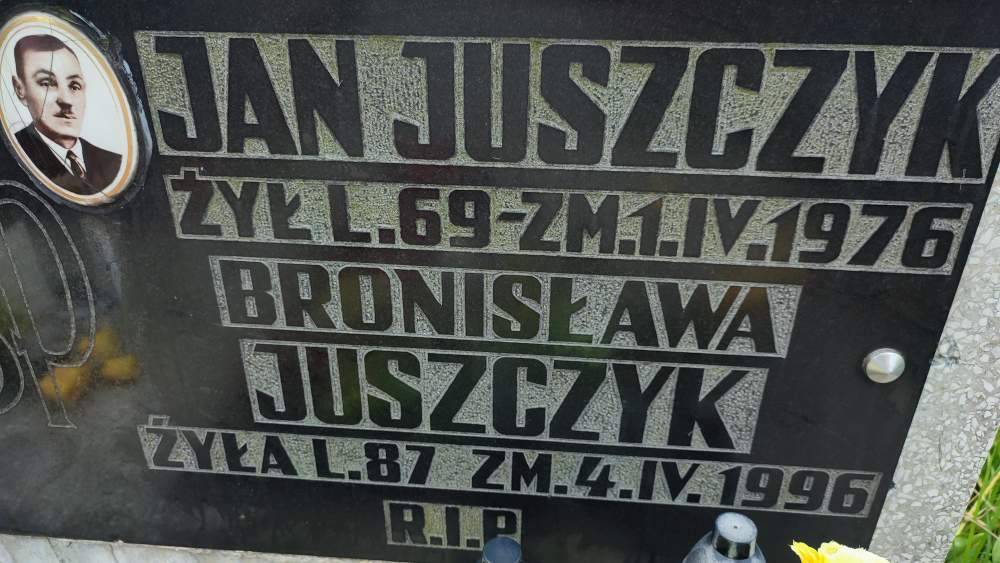 JAN JUSZCZYK
ŻYŁ L.69-ZM.1.IV.1976
BRONISŁAWA
JUSZCZYK
ŻYŁA L.87 ZM.4.IV.1996
R.I.P